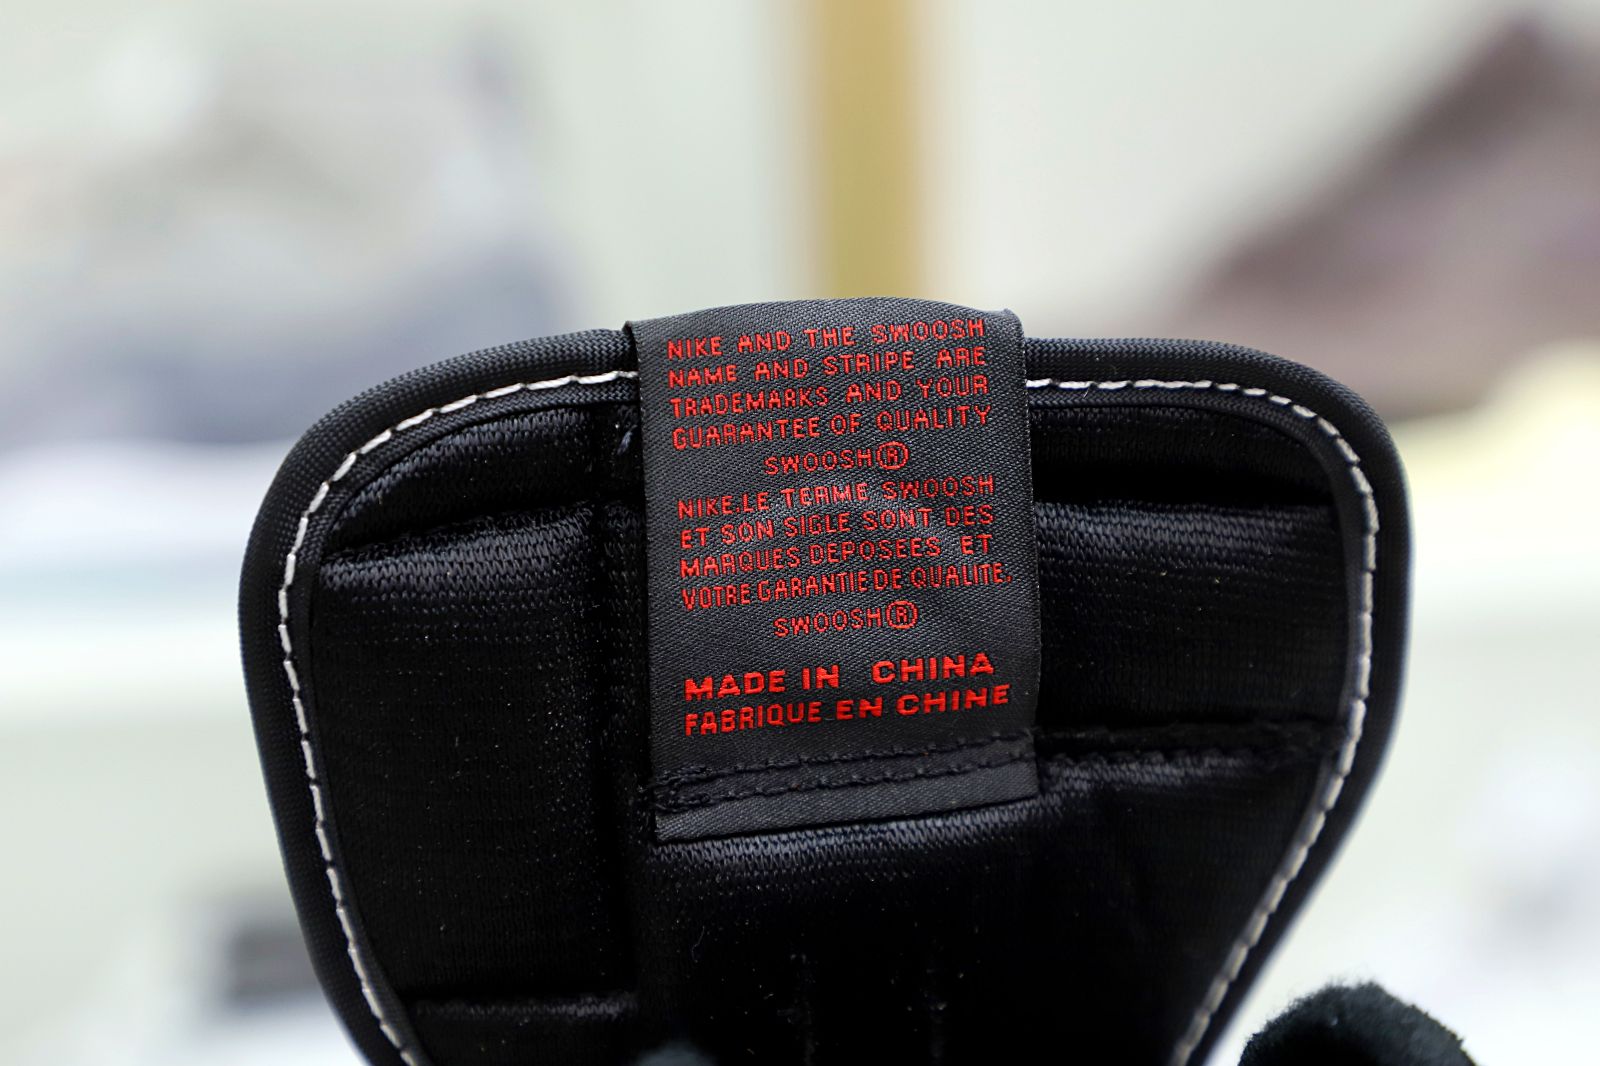 NIKE AND THE SWOOSH
NAME AND STRIPE ARE
TRADEMARKS AND YOUR
GUARANTEE OF QUALITY
SWOOSH®
NIKE.LE TERME SWOOSH
ET SON SIGLE SONT DES
MARQUES DEPOSEES ET
VOTRE GARANTIE DE QUALITE.
SWOOSH®
MADE IN CHINA
FABRIQUE EN CHINE